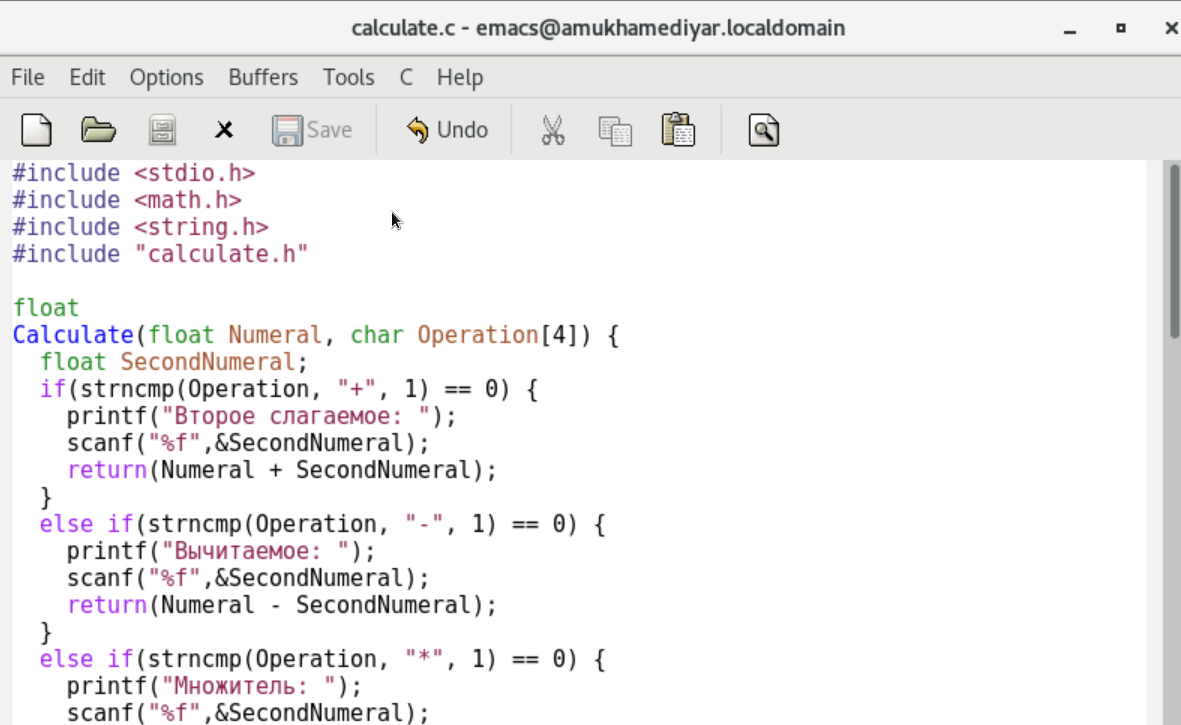 calculate.c - emacs@amukhamediyar.localdomain
File Edit Options Buffers Tools C Help
Save Undo
#include <stdio.h>
#include <math.h>
#include <string.h>
#include "calculate.h"

float
Calculate(float Numeral, char Operation[4]) {
  float SecondNumeral;
  if(strncmp(Operation, "+", 1) == 0) {
    printf("Второе слагаемое: ");
    scanf("%f",&SecondNumeral);
    return(Numeral + SecondNumeral);
  }
  else if(strncmp(Operation, "-", 1) == 0) {
    printf("Вычитаемое: ");
    scanf("%f",&SecondNumeral);
    return(Numeral - SecondNumeral);
  }
  else if(strncmp(Operation, "*", 1) == 0) {
    printf("Множитель: ");
    scanf("%f",&SecondNumeral);